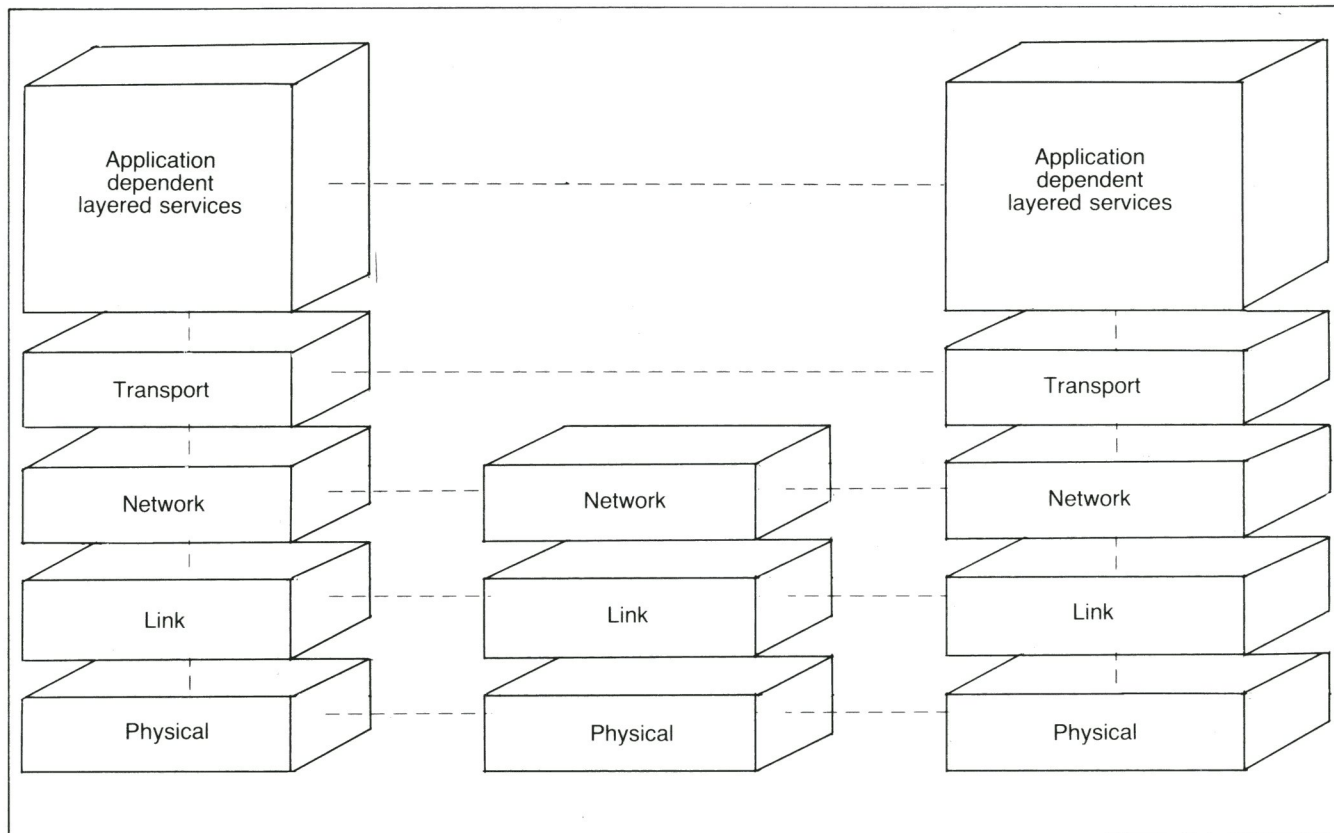 Application
dependent
layered services
Application
dependent
layered services
Transport
Transport
Network
Network
Network
Link
Link
Link
Physical
Physical
Physical